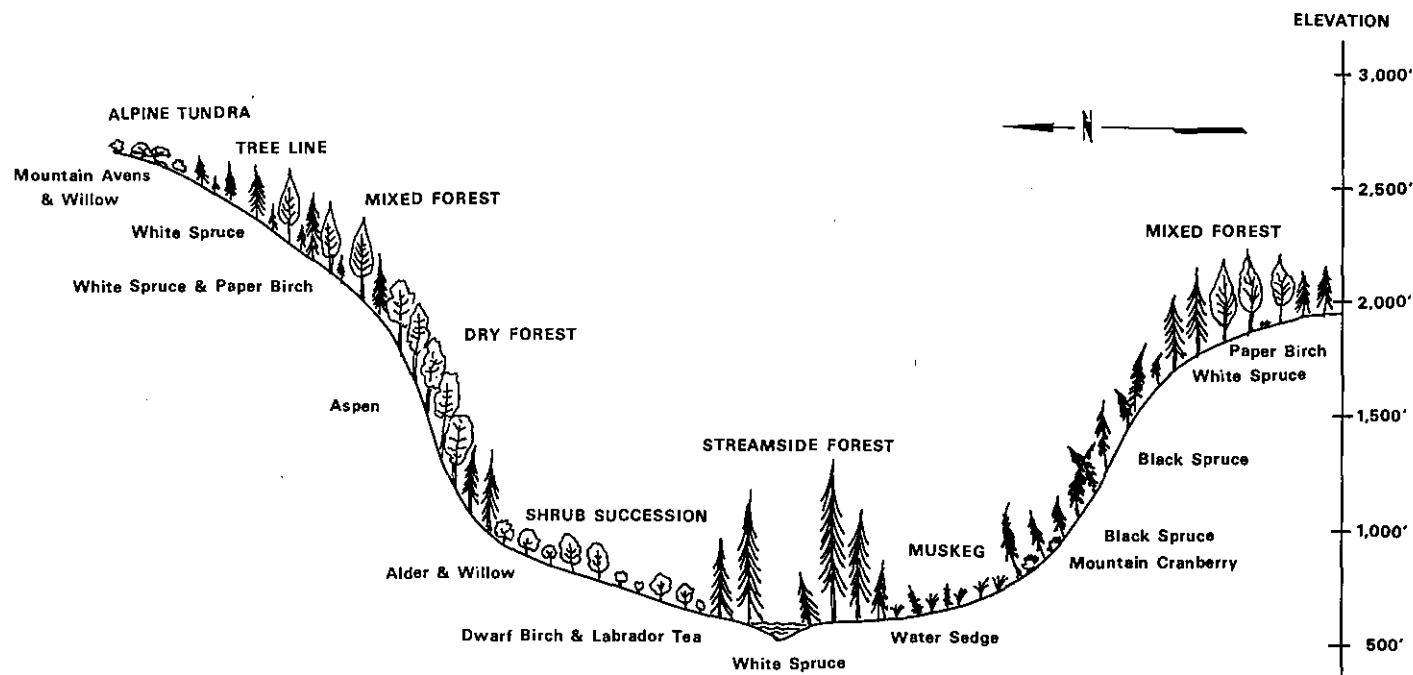 ELEVATION
3,000'
ALPINE TUNDRA
N
TREE LINE
Mountain Avens
& Willow
2,500'
MIXED FOREST
White Spruce
MIXED FOREST
White Spruce & Paper Birch
2,000'
DRY FOREST
Paper Birch
White Spruce
Aspen
1,500'
STREAMSIDE FOREST
Black Spruce
SHRUB SUCCESSION
1,000'
Black Spruce
MUSKEG
Mountain Cranberry
Alder & Willow
Dwarf Birch & Labrador Tea
Water Sedge
500'
White Spruce